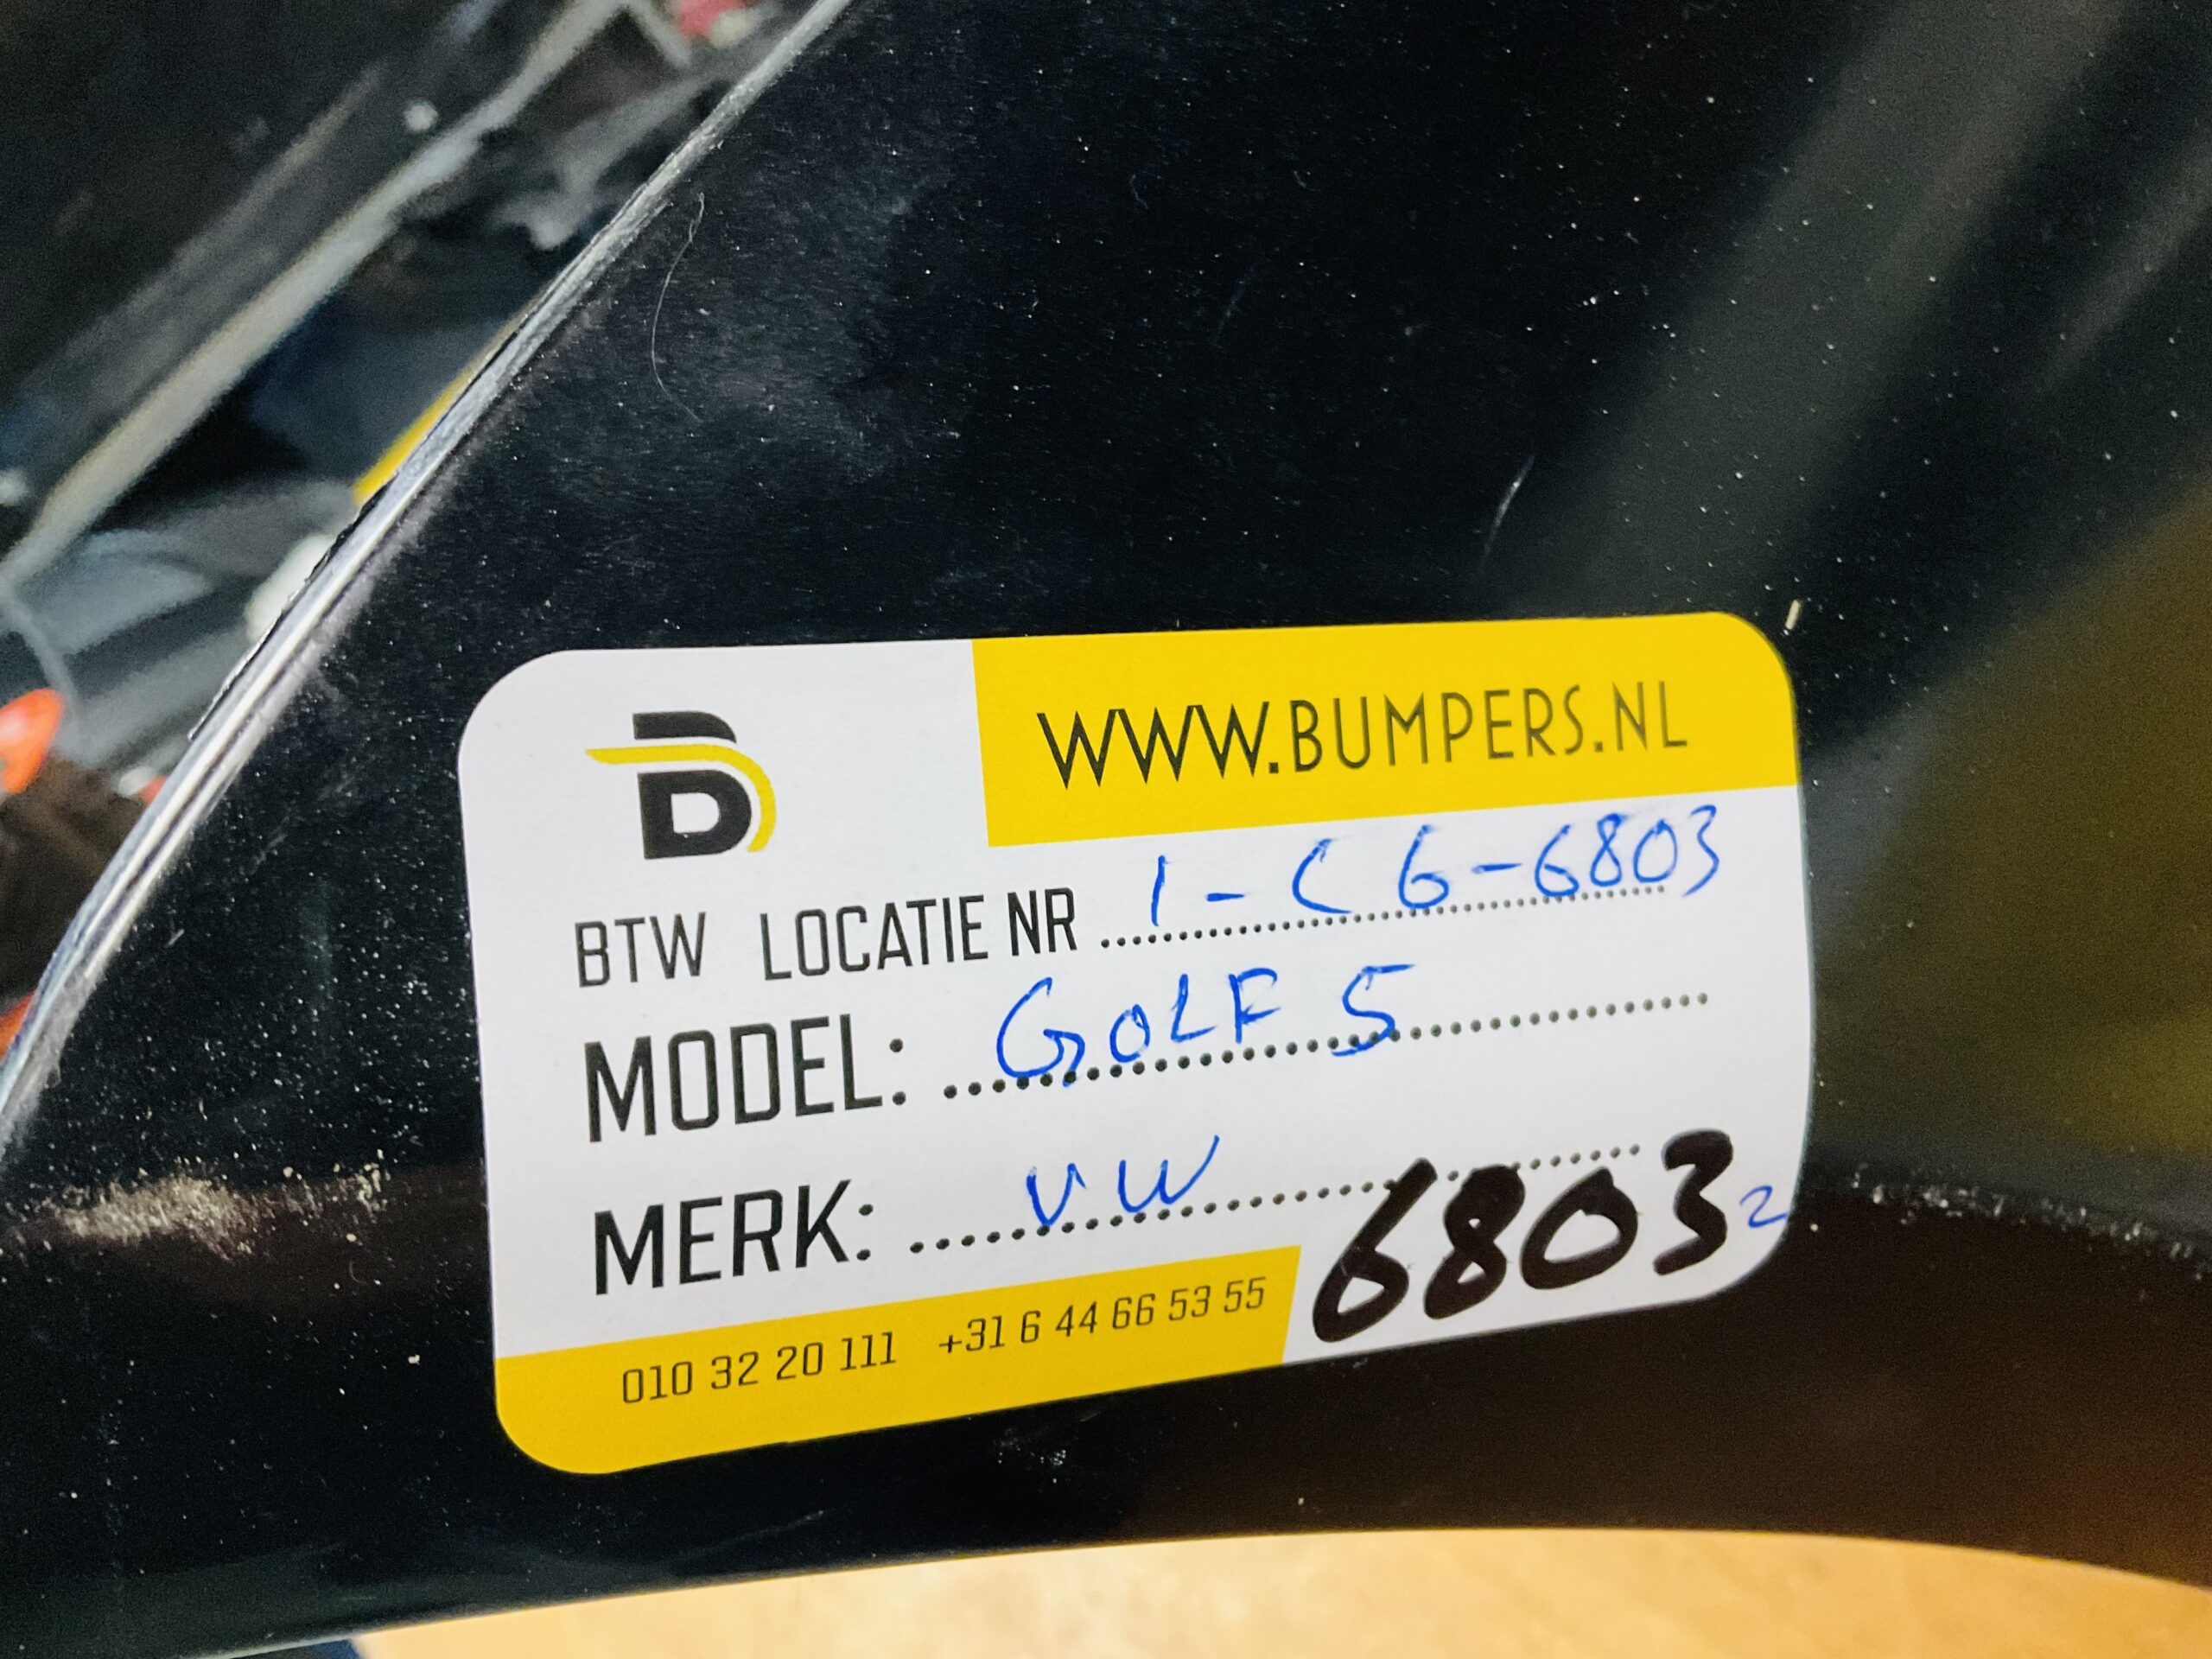 B
WWW.BUMPERS.NL
BTW LOCATIE NR 1-C6-6803
MODEL: GOLF 5
MERK: VW
68032
010 32 20 111 +31 6 44 66 53 55